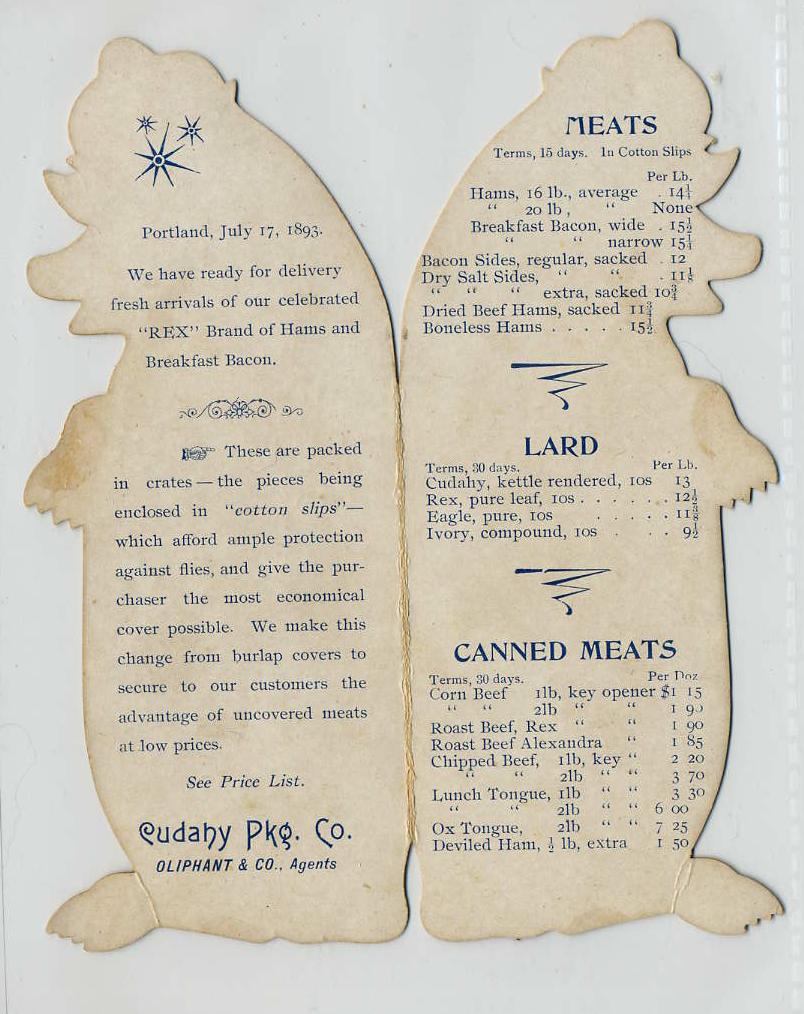 Portland, July 17, 1893.
We have ready for delivery
fresh arrivals of our celebrated
"REX" Brand of Hams and
Breakfast Bacon.
These are packed
in crates — the pieces being
enclosed in "cotton slips"—
which afford ample protection
against flies, and give the pur-
chaser the most economical
cover possible. We make this
change from burlap covers to
secure to our customers the
advantage of uncovered meats
at low prices.
See Price List.
Cudahy Pkg. Co.
OLIPHANT & CO., Agents
MEATS
Terms, 15 days. In Cotton Slips
Per Lb.
Hams, 16 lb., average . 14¼
" 20 lb, " None
Breakfast Bacon, wide . 15½
" " narrow 15¼
Bacon Sides, regular, sacked . 12
Dry Salt Sides, " " . 11⅛
" " " extra, sacked 10¾
Dried Beef Hams, sacked 11¾
Boneless Hams . . . . . 15½
LARD
Terms, 30 days. Per Lb.
Cudahy, kettle rendered, 10s 13
Rex, pure leaf, 10s . . . . . . 12½
Eagle, pure, 10s . . . . . 11⅜
Ivory, compound, 10s . . . 9½
CANNED MEATS
Terms, 30 days. Per Doz
Corn Beef 1lb, key opener $1 15
" " 2lb " " 1 90
Roast Beef, Rex " " 1 90
Roast Beef Alexandra " 1 85
Chipped Beef, 1lb, key " 2 20
" " 2lb " " 3 70
Lunch Tongue, 1lb " " 3 30
" " 2lb " " 6 00
Ox Tongue, 2lb " " 7 25
Deviled Ham, ½ lb, extra 1 50